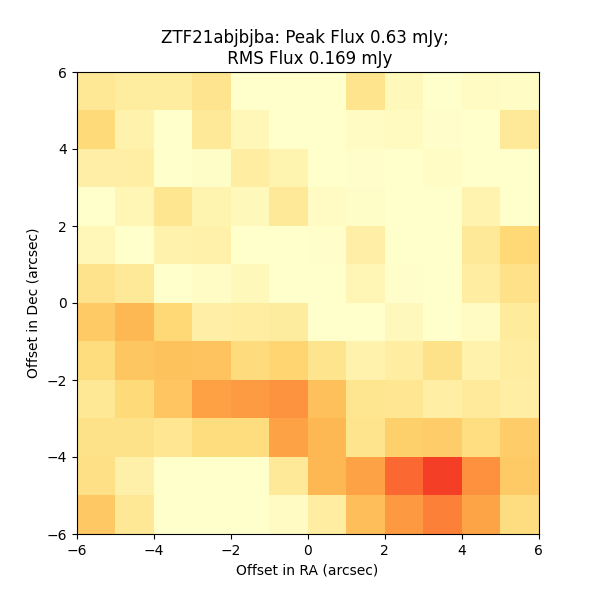 ZTF21abjbjba: Peak Flux 0.63 mJy;
RMS Flux 0.169 mJy
6
4
2
0
−2
−4
−6
Offset in Dec (arcsec)
−6 −4 −2 0 2 4 6
Offset in RA (arcsec)